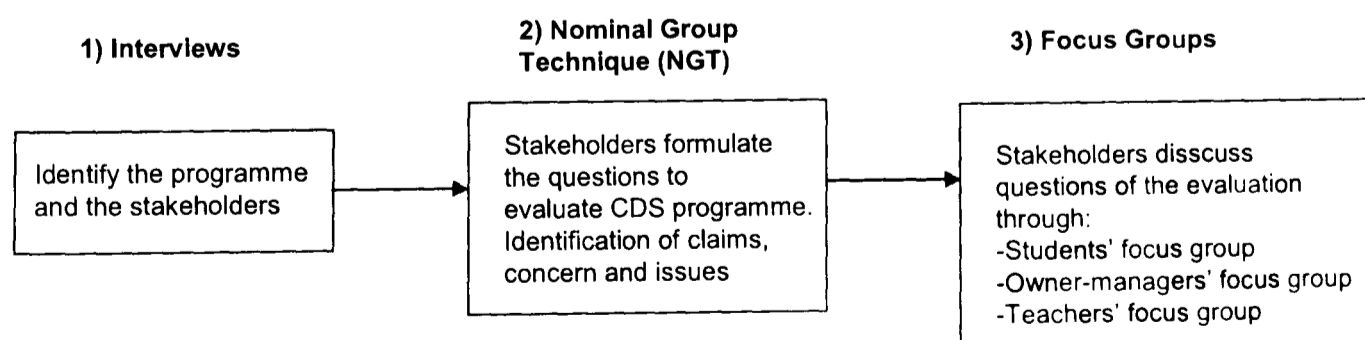 1) Interviews
Identify the programme
and the stakeholders
2) Nominal Group
Technique (NGT)
Stakeholders formulate
the questions to
evaluate CDS programme.
Identification of claims,
concern and issues
3) Focus Groups
Stakeholders disscuss
questions of the evaluation
through:
-Students' focus group
-Owner-managers' focus group
-Teachers' focus group